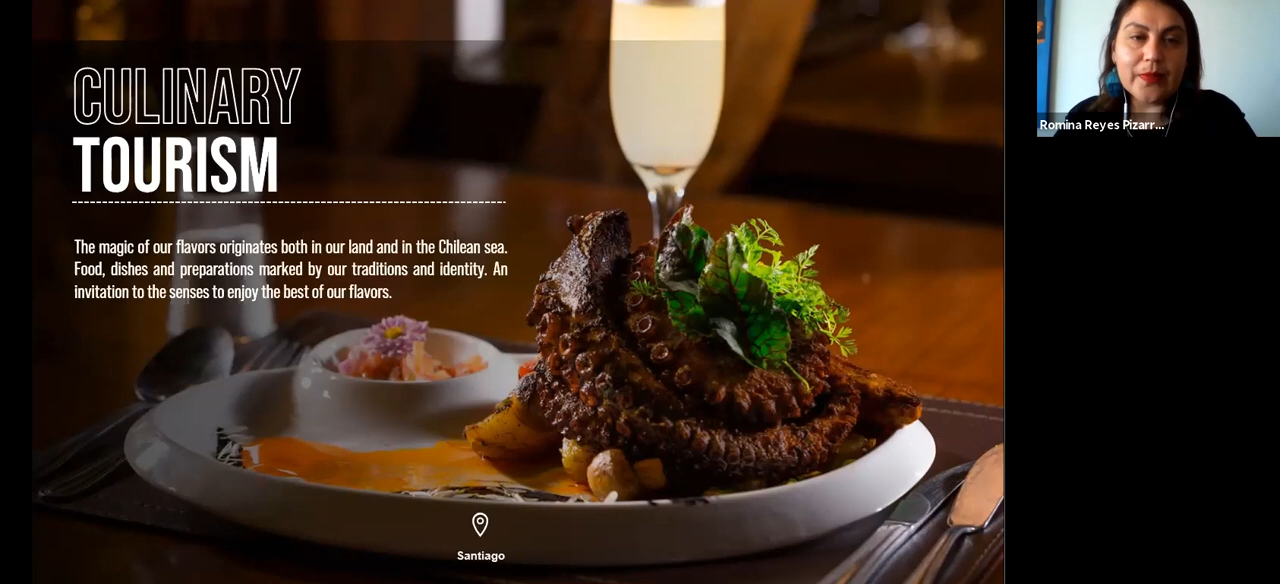 CULINARY
TOURISM
The magic of our flavors originates both in our land and in the Chilean sea.
Food, dishes and preparations marked by our traditions and identity. An
invitation to the senses to enjoy the best of our flavors.
Santiago
Romina Reyes Pizarr...